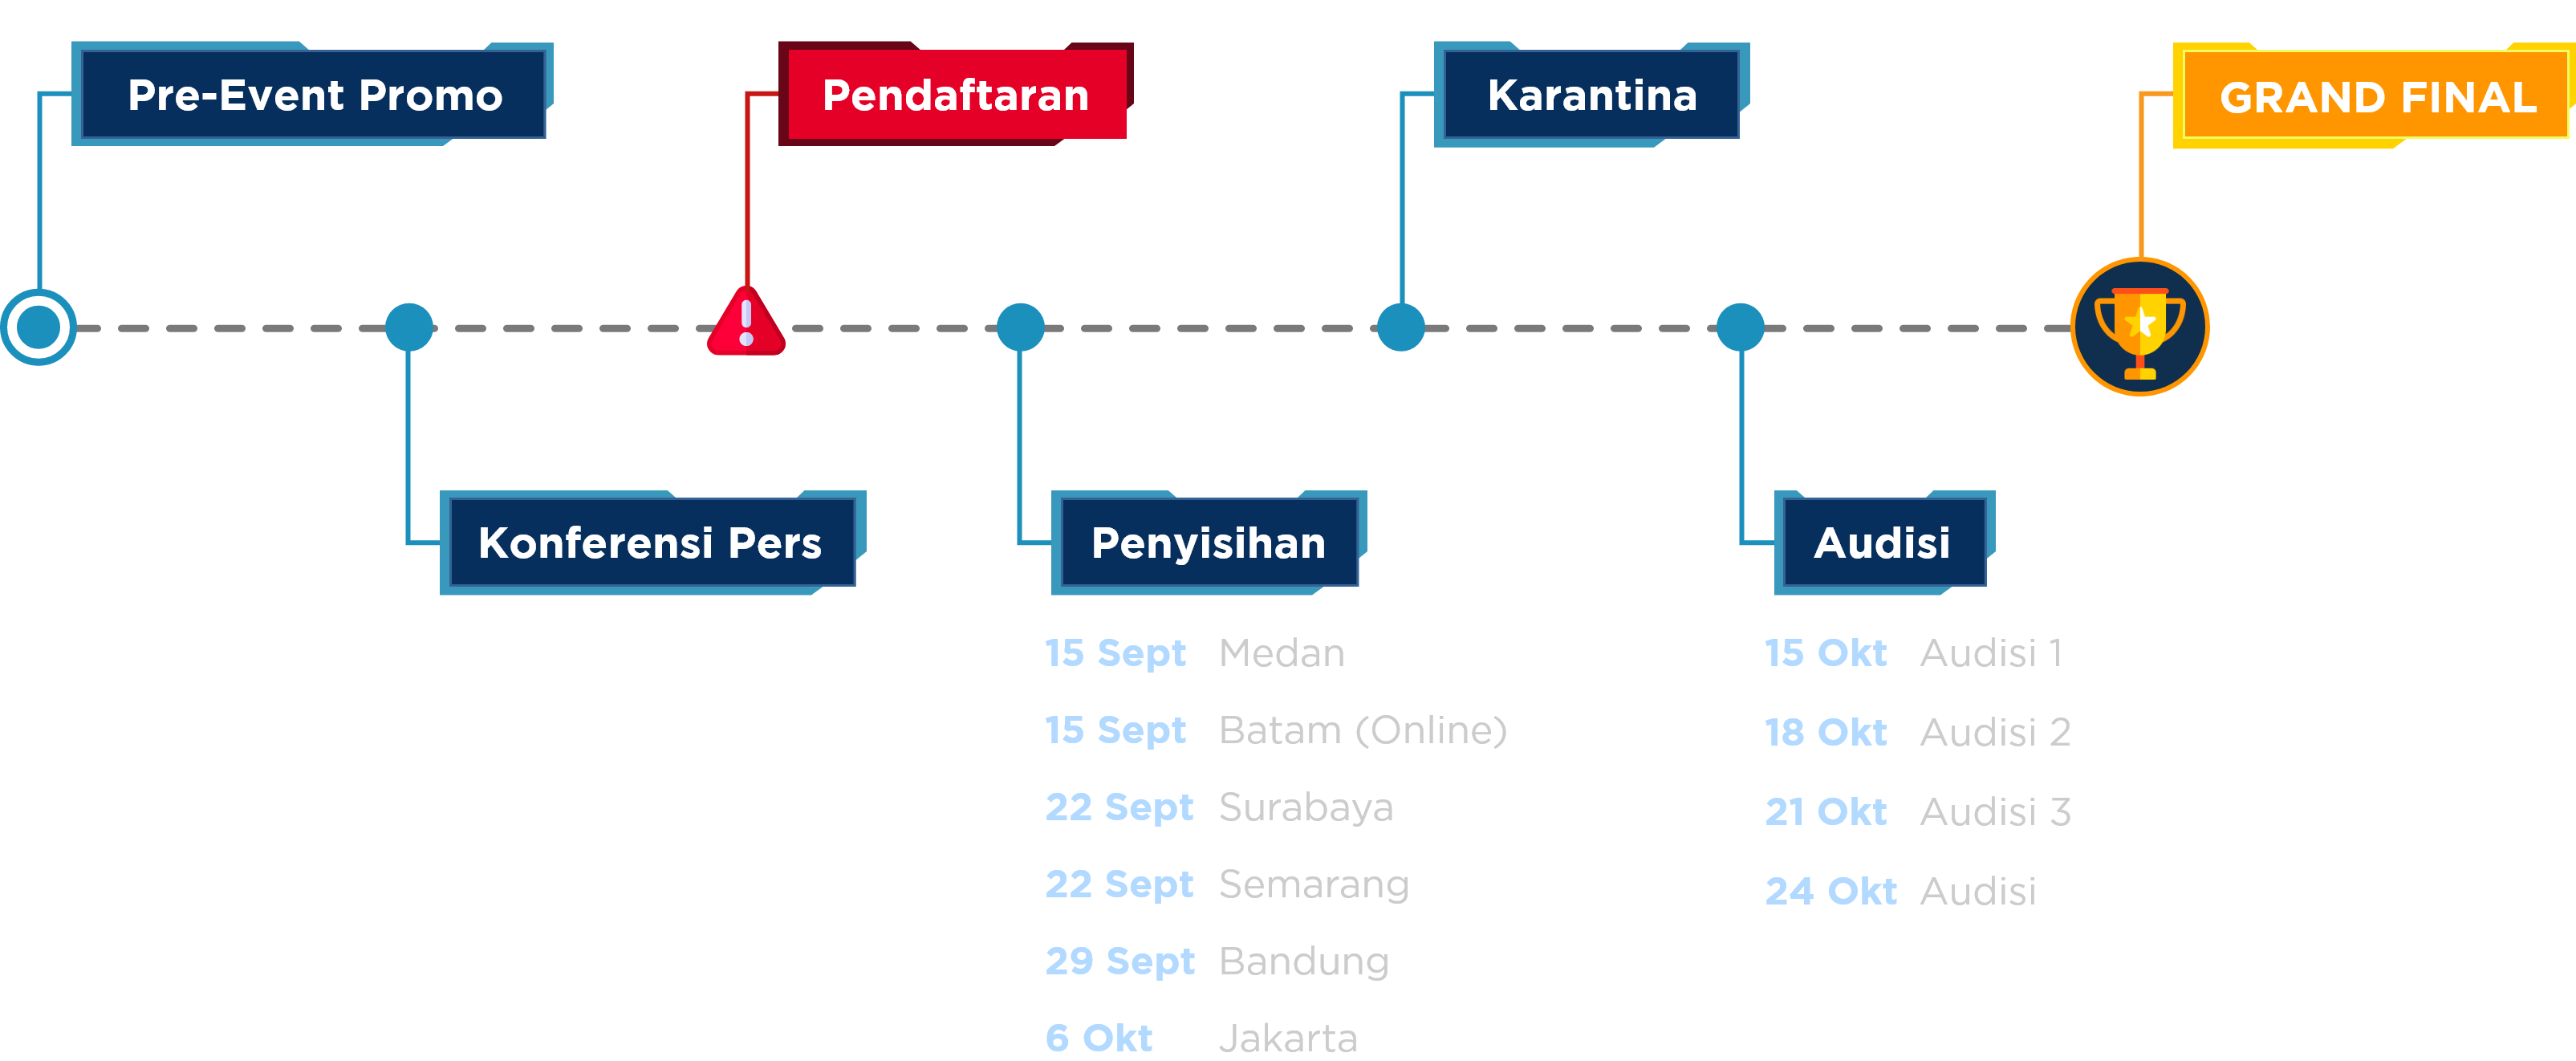 Pre-Event Promo
Pendaftaran
Karantina
GRAND FINAL
Konferensi Pers
Penyisihan
Audisi
15 Sept Medan
15 Sept Batam (Online)
22 Sept Surabaya
22 Sept Semarang
29 Sept Bandung
6 Okt Jakarta
15 Okt Audisi 1
18 Okt Audisi 2
21 Okt Audisi 3
24 Okt Audisi